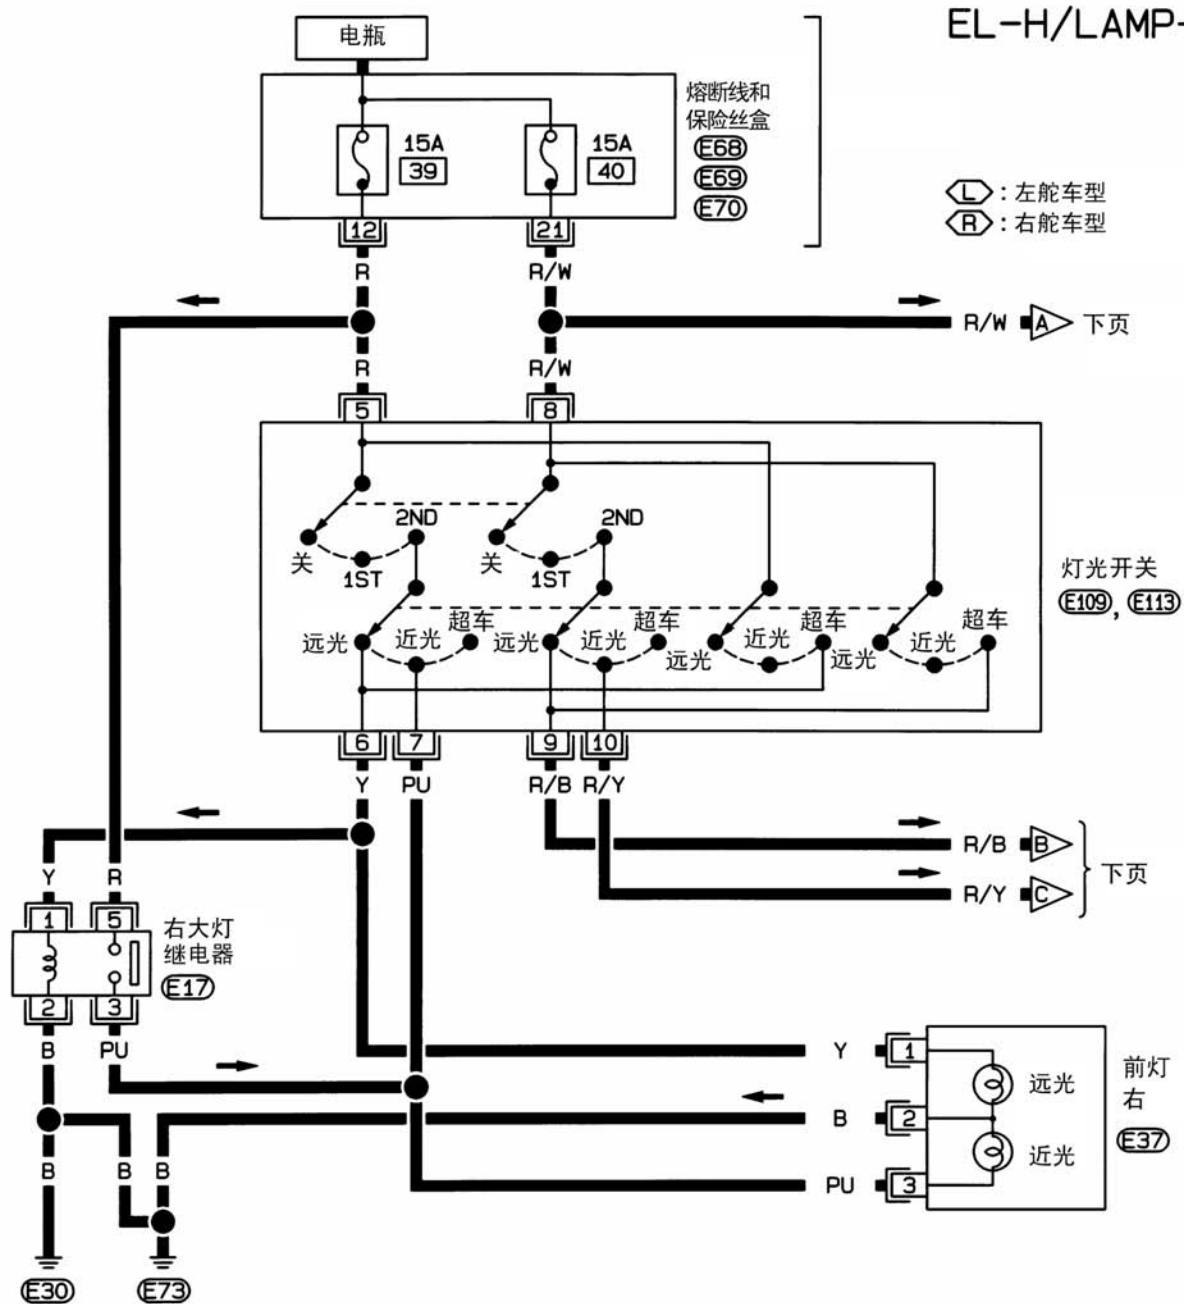 EL-H/LAMP-
电瓶
熔断线和
保险丝盒
E68
E69
E70
15A
39
15A
40
L : 左舵车型
R : 右舵车型
12
21
R
R/W
R/W
A
下页
R
R/W
5
8
2ND
2ND
关
1ST
关
1ST
灯光开关
E109, E113
远光
近光
超车
远光
近光
超车
远光
近光
超车
远光
近光
超车
6
7
9
10
Y
PU
R/B
R/Y
R/B
B
R/Y
C
下页
Y
R
1
5
右大灯
继电器
E17
2
3
B
PU
Y
1
远光
前灯
右
E37
B
2
近光
PU
3
B
B
B
E30
E73